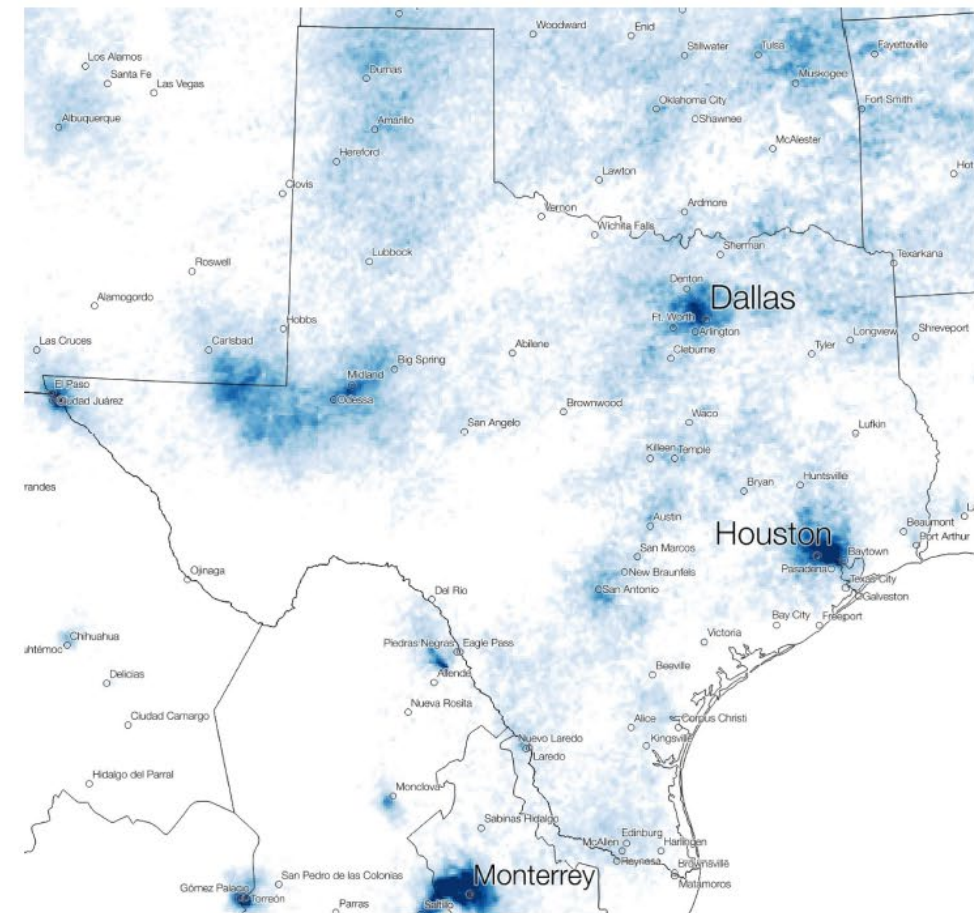 Woodward
Enid
Los Alamos
Stillwater
Tulsa
Fayetteville
Santa Fe
Las Vegas
Dumas
Muskogee
Albuquerque
Oklahoma City
Fort Smith
Amarillo
Shawnee
Hereford
McAlester
Hot
Lawton
Clovis
Vernon
Ardmore
Wichita Falls
Sherman
Lubbock
Texarkana
Roswell
Denton
Dallas
Alamogordo
Hobbs
Ft. Worth
Arlington
Longview
Shreveport
Las Cruces
Carlsbad
Abilene
Cleburne
Tyler
Big Spring
Midland
El Paso
Ciudad Juárez
Odessa
Brownwood
Waco
San Angelo
Lufkin
Killeen
Temple
randes
Bryan
Huntsville
Austin
Houston
Beaumont
Port Arthur
San Marcos
Baytown
Ojinaga
New Braunfels
Pasadena
Texas City
Del Rio
San Antonio
Galveston
Bay City
Freeport
Chihuahua
uhtémoc
Piedras Negras
Eagle Pass
Victoria
Delicias
Allende
Beeville
Nueva Rosita
Ciudad Camargo
Alice
Corpus Christi
Nuevo Laredo
Laredo
Kingsville
Hidalgo del Parral
Monclova
Sabinas Hidalgo
Edinburg
McAllen
Harlingen
Reynosa
Brownsville
Matamoros
San Pedro de las Colonias
Monterrey
Gómez Palacio
Torreón
Parras
Saltillo